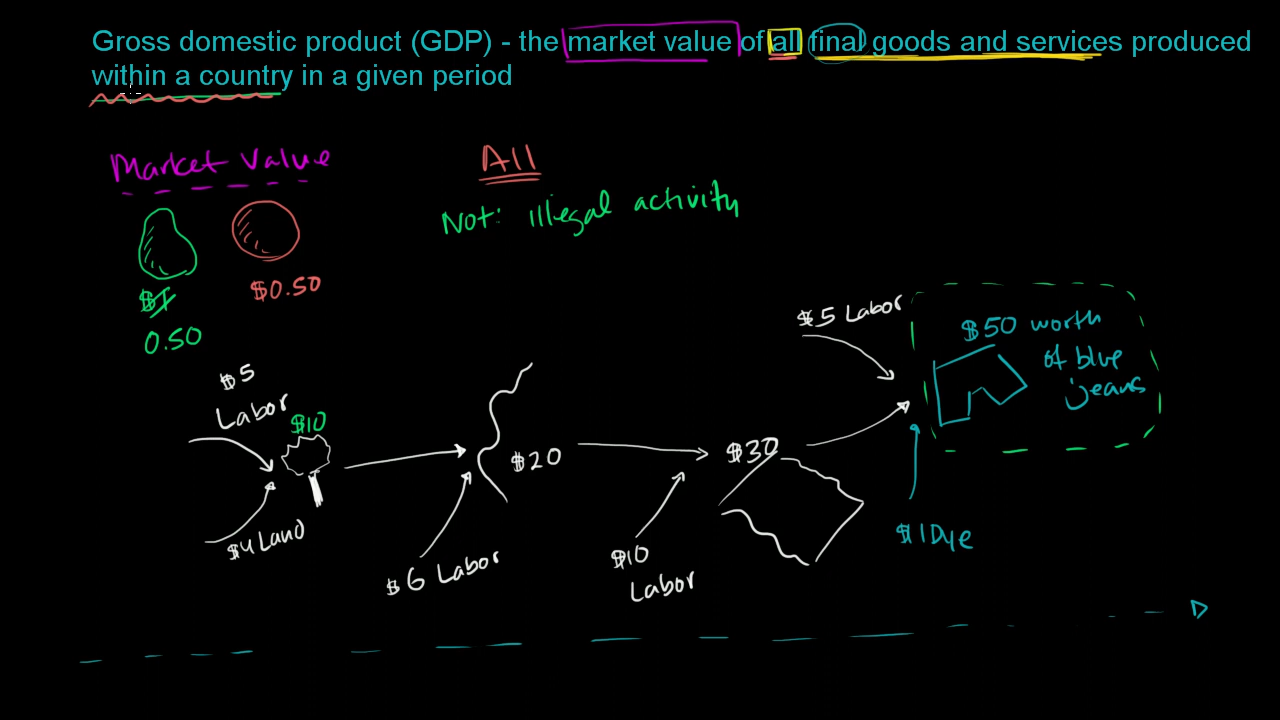 Gross domestic product (GDP) - the market value of all final goods and services produced
within a country in a given period
Market Value
All
Not: illegal activity
$1
0.50
$0.50
$5
Labor
$10
$4 Land
$20
$6 Labor
$30
$10
Labor
$5 Labor
$50 worth
of blue
jeans
$1 Dye